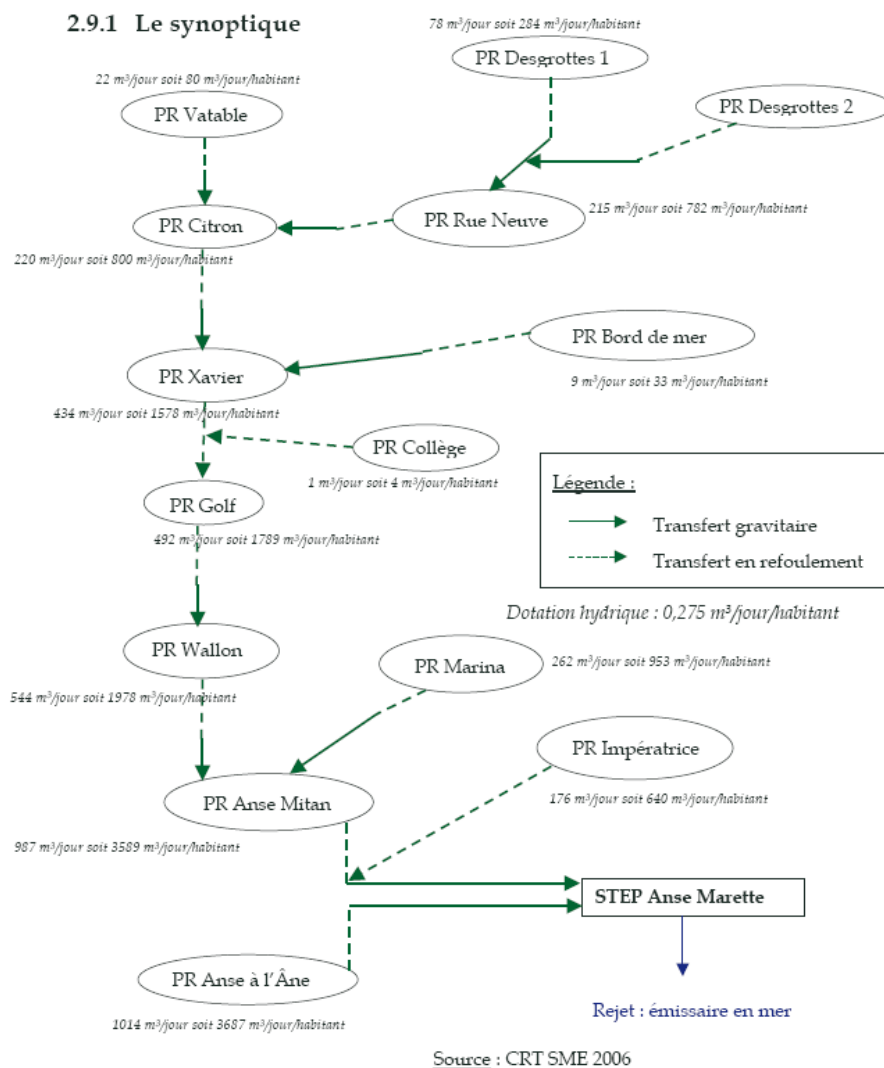 2.9.1 Le synoptique
78 m³/jour soit 284 m³/jour/habitant
PR Desgrottes 1
22 m³/jour soit 80 m³/jour/habitant
PR Vatable
PR Desgrottes 2
PR Citron
PR Rue Neuve
215 m³/jour soit 782 m³/jour/habitant
220 m³/jour soit 800 m³/jour/habitant
PR Bord de mer
PR Xavier
9 m³/jour soit 33 m³/jour/habitant
434 m³/jour soit 1578 m³/jour/habitant
PR Collège
1 m³/jour soit 4 m³/jour/habitant
PR Golf
492 m³/jour soit 1789 m³/jour/habitant
Légende :
Transfert gravitaire
Transfert en refoulement
Dotation hydrique : 0,275 m³/jour/habitant
PR Wallon
PR Marina
262 m³/jour soit 953 m³/jour/habitant
544 m³/jour soit 1978 m³/jour/habitant
PR Impératrice
176 m³/jour soit 640 m³/jour/habitant
PR Anse Mitan
987 m³/jour soit 3589 m³/jour/habitant
STEP Anse Marette
PR Anse à l'Âne
1014 m³/jour soit 3687 m³/jour/habitant
Rejet : émissaire en mer
Source : CRT SME 2006